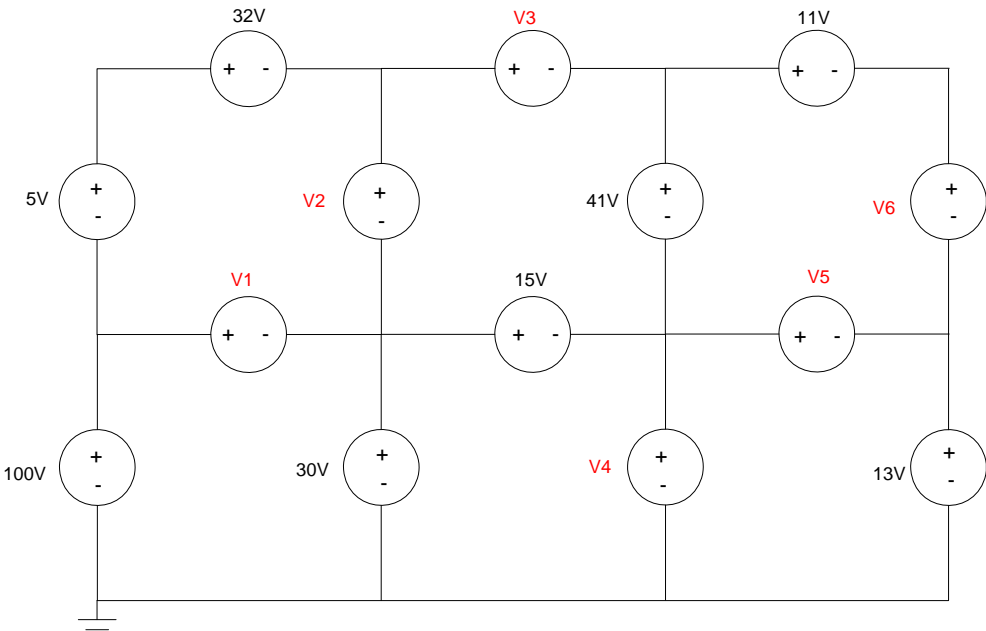 32V
V3
11V
+ -
+ -
+ -
5V
+
-
V2
+
-
41V
+
-
V6
+
-
V1
15V
V5
+ -
+ -
+ -
100V
+
-
30V
+
-
V4
+
-
13V
+
-